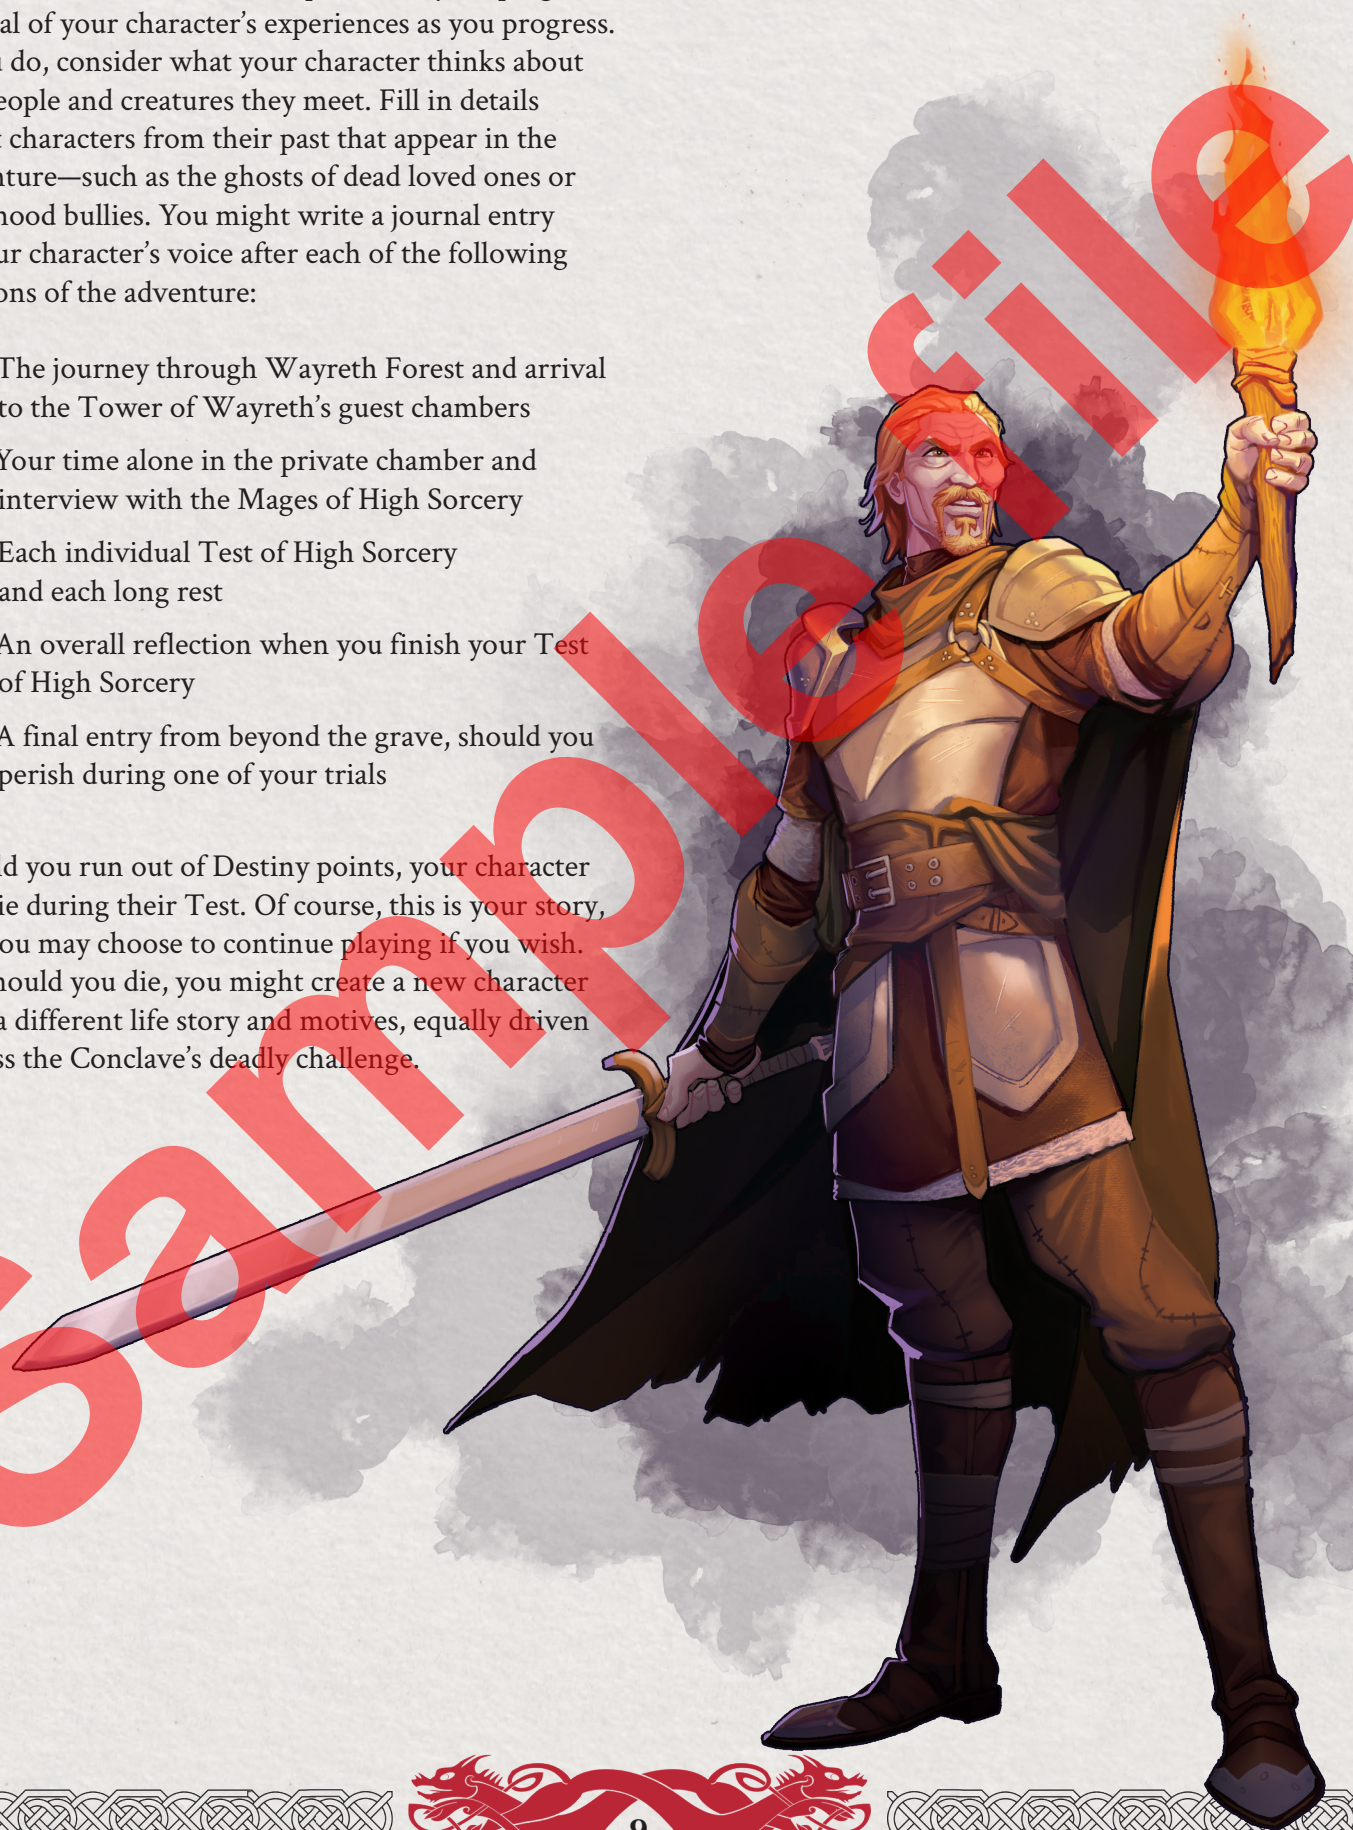 al of your character’s experiences as you progress.
do, consider what your character thinks about
eople and creatures they meet. Fill in details
characters from their past that appear in the
nture—such as the ghosts of dead loved ones or
hood bullies. You might write a journal entry
ur character’s voice after each of the following
ons of the adventure:
The journey through Wayreth Forest and arrival
to the Tower of Wayreth’s guest chambers
Your time alone in the private chamber and
interview with the Mages of High Sorcery
Each individual Test of High Sorcery
and each long rest
An overall reflection when you finish your Test
of High Sorcery
A final entry from beyond the grave, should you
perish during one of your trials
ld you run out of Destiny points, your character
ie during their Test. Of course, this is your story,
ou may choose to continue playing if you wish.
hould you die, you might create a new character
a different life story and motives, equally driven
ss the Conclave’s deadly challenge.
Sample file
9